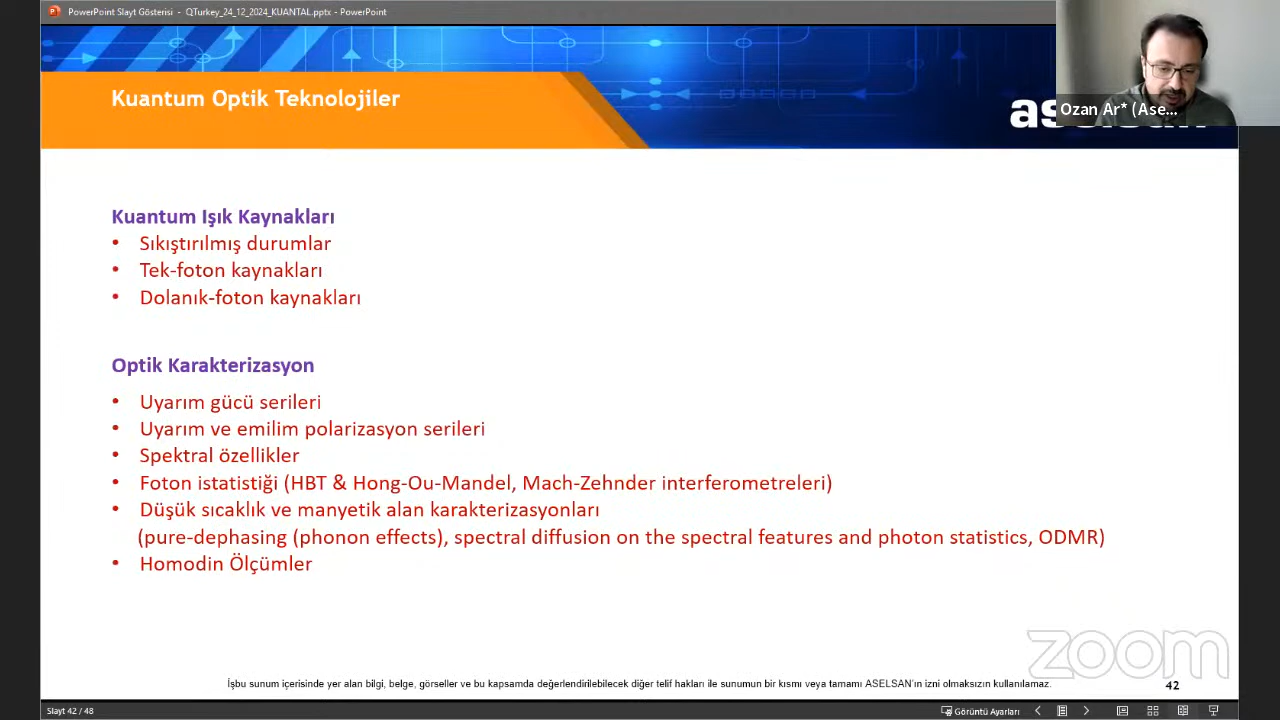 PowerPoint Slayt Gösterisi - QTurkey_24_12_2024_KUANTAL.pptx - PowerPoint
Kuantum Optik Teknolojiler
Ozan Ar* (Ase...
Kuantum Işık Kaynakları
• Sıkıştırılmış durumlar
• Tek-foton kaynakları
• Dolanık-foton kaynakları
Optik Karakterizasyon
• Uyarım gücü serileri
• Uyarım ve emilim polarizasyon serileri
• Spektral özellikler
• Foton istatistiği (HBT & Hong-Ou-Mandel, Mach-Zehnder interferometreleri)
• Düşük sıcaklık ve manyetik alan karakterizasyonları
(pure-dephasing (phonon effects), spectral diffusion on the spectral features and photon statistics, ODMR)
• Homodin Ölçümler
zoom
İşbu sunum içerisinde yer alan bilgi, belge, görseller ve bu kapsamda değerlendirilebilecek diğer telif hakları ile sunumun bir kısmı veya tamamı ASELSAN'ın izni olmaksızın kullanılamaz.
42
Slayt 42 / 48
Görüntü Ayarları